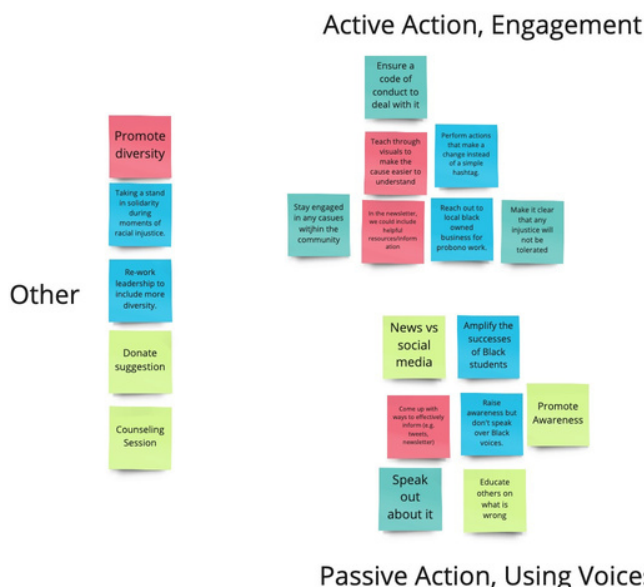 Active Action, Engagement
Ensure a
code of
conduct to
deal with it
Promote
diversity
Teach through
visuals to
make the
cause easier to
understand
Perform actions
that make a
change instead
of a simple
hashtag.
Taking a stand
in solidarity
during
moments of
racial injustice.
Stay engaged
in any casues
witjhin the
community
In the newsletter,
we could include
helpful
resources/inform
ation
Reach out to
local black
owned
business for
probono work.
Make it clear
that any
injustice will
not be
tolerated
Other
Re-work
leadership to
include more
diversity.
Donate
suggestion
Counseling
Session
News vs
social
media
Amplify the
successes
of Black
students
Come up with
ways to effectively
inform (e.g.
tweets,
newsletter)
Raise
awareness but
don't speak
over Black
voices.
Promote
Awareness
Speak
out
about it
Educate
others on
what is
wrong
Passive Action, Using Voice